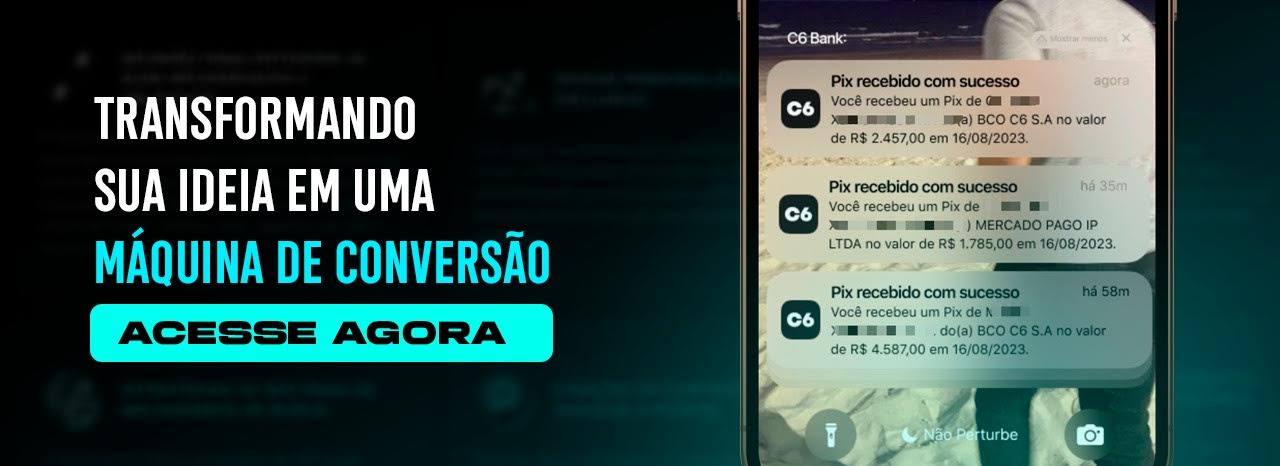 TRANSFORMANDO
SUA IDEIA EM UMA
MÁQUINA DE CONVERSÃO
ACESSE AGORA
C6 Bank:
Mostrar menos
C6
Pix recebido com sucesso
agora
Você recebeu um Pix de
a) BCO C6 S.A no valor
de R$ 2.457,00 em 16/08/2023.
C6
Pix recebido com sucesso
há 35m
Você recebeu um Pix de
) MERCADO PAGO IP
LTDA no valor de R$ 1.785,00 em 16/08/2023.
C6
Pix recebido com sucesso
há 58m
Você recebeu um Pix de
. do(a) BCO C6 S.A no valor
de R$ 4.587,00 em 16/08/2023.
Não Perturbe